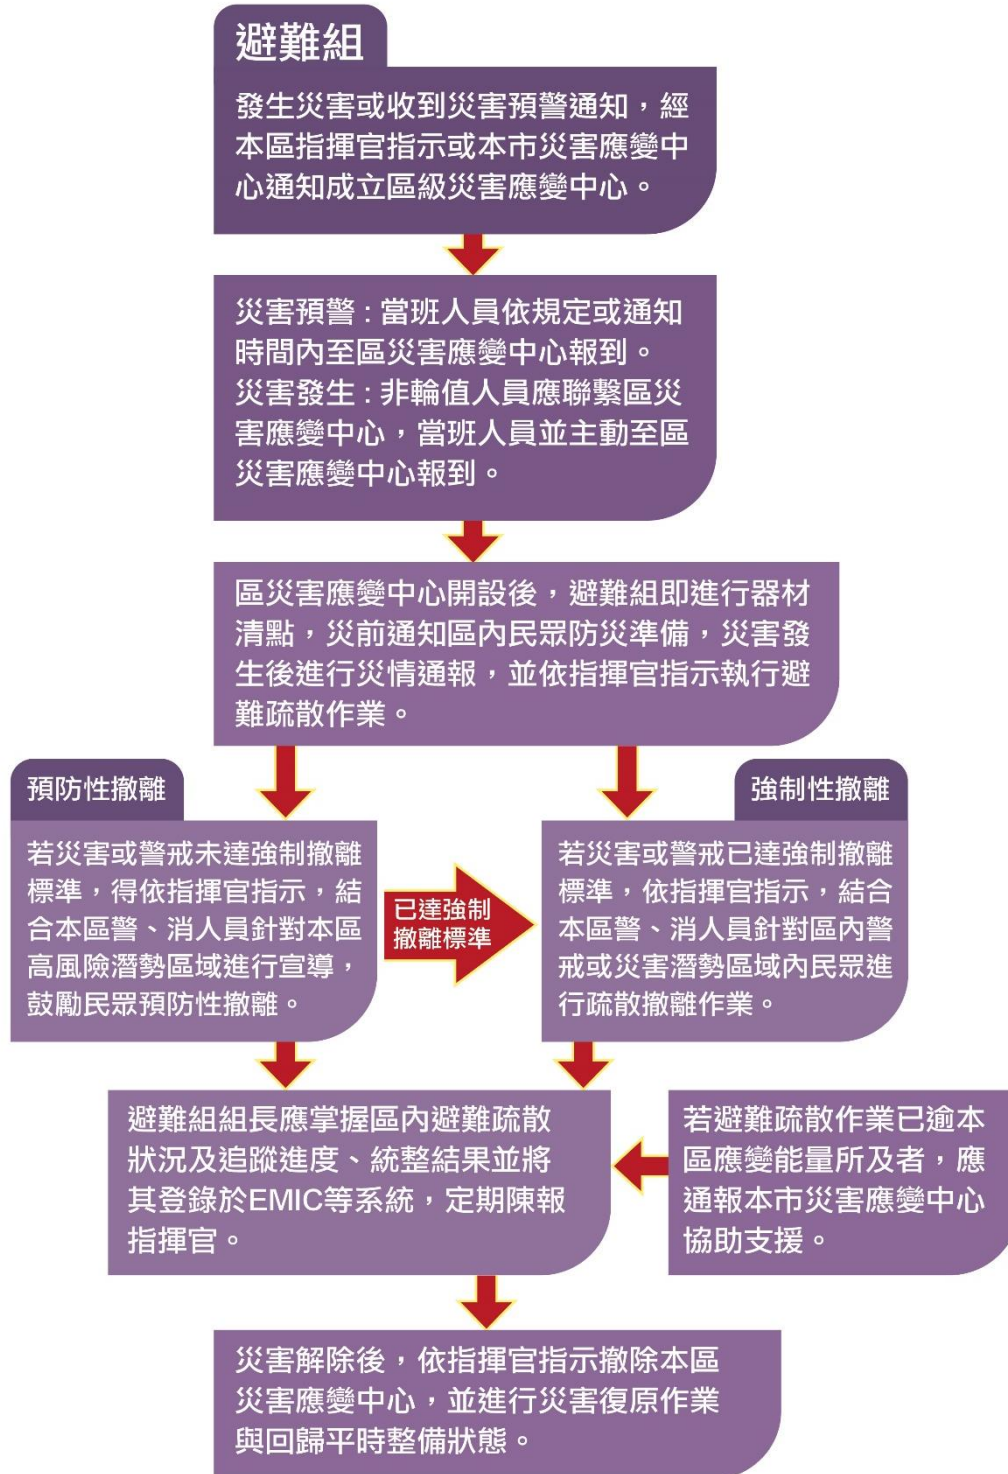 避難組
發生災害或收到災害預警通知，經
本區指揮官指示或本市災害應變中
心通知成立區級災害應變中心。
災害預警：當班人員依規定或通知
時間內至區災害應變中心報到。
災害發生：非輪值人員應聯繫區災
害應變中心，當班人員並主動至區
災害應變中心報到。
區災害應變中心開設後，避難組即進行器材
清點，災前通知區內民眾防災準備，災害發
生後進行災情通報，並依指揮官指示執行避
難疏散作業。
預防性撤離
若災害或警戒未達強制撤離
標準，得依指揮官指示，結
合本區警、消人員針對本區
高風險潛勢區域進行宣導，
鼓勵民眾預防性撤離。
已達強制
撤離標準
強制性撤離
若災害或警戒已達強制撤離
標準，依指揮官指示，結合
本區警、消人員針對區內警
戒或災害潛勢區域內民眾進
行疏散撤離作業。
避難組組長應掌握區內避難疏散
狀況及追蹤進度、統整結果並將
其登錄於EMIC等系統，定期陳報
指揮官。
若避難疏散作業已逾本
區應變能量所及者，應
通報本市災害應變中心
協助支援。
災害解除後，依指揮官指示撤除本區
災害應變中心，並進行災害復原作業
與回歸平時整備狀態。